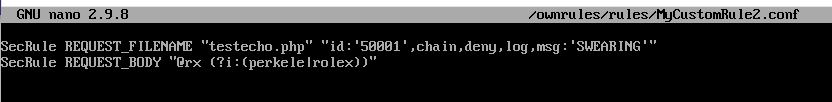 GNU nano 2.9.8 /ownrules/rules/MyCustomRule2.conf
SecRule REQUEST_FILENAME "testecho.php" "id:'50001',chain,deny,log,msg:'SWEARING'"
SecRule REQUEST_BODY "@rx (?i:(perkele|rolex))"